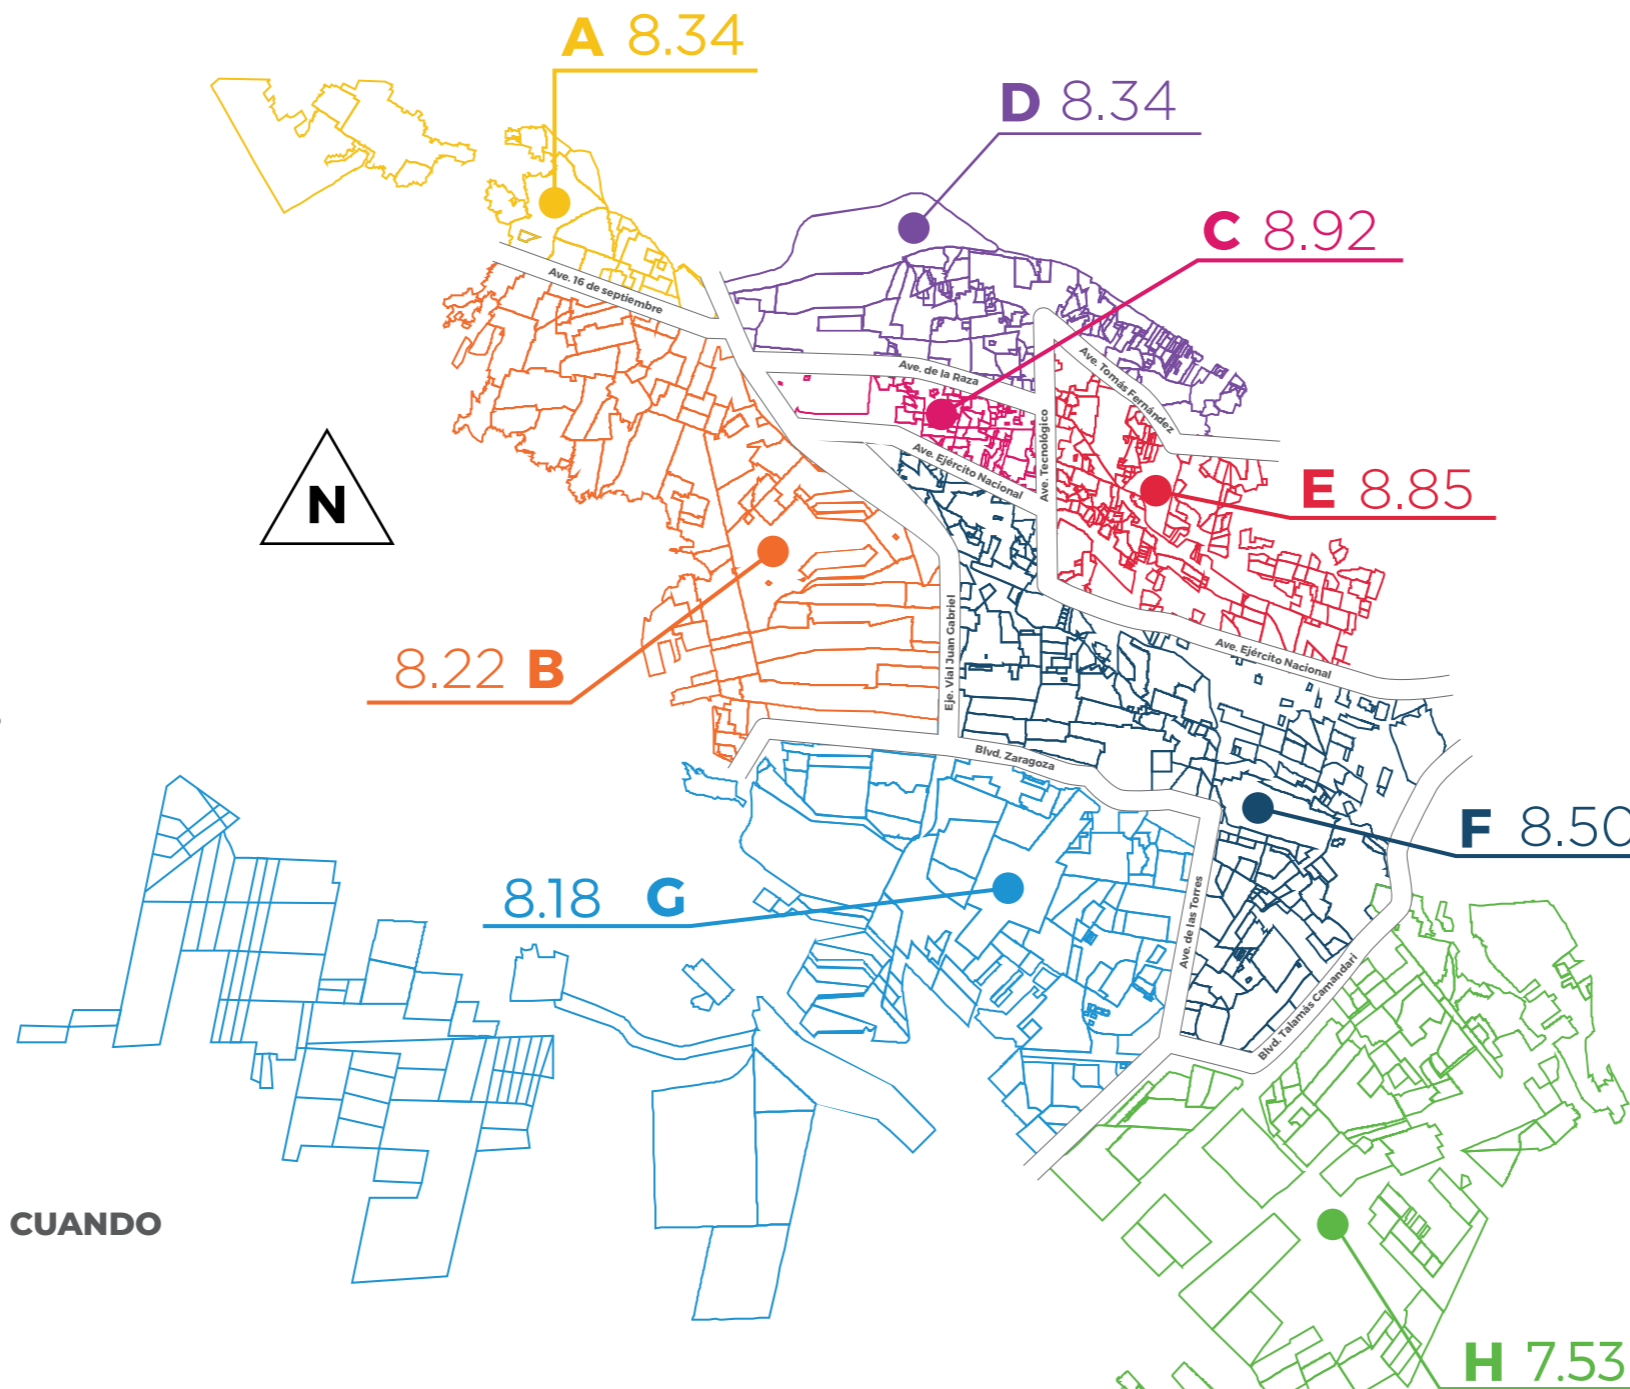 A 8.34
D 8.34
C 8.92
Ave. 16 de septiembre
Ave. de la Raza
Ave. Tomás Fernández
Ave. Tecnológico
Ave. Ejército Nacional
N
E 8.85
8.22 B
Eje. Vial Juan Gabriel
Ave. Ejército Nacional
Blvd. Zaragoza
F 8.50
8.18 G
Ave. de las Torres
Blvd. Talamás Camandari
CUANDO
H 7.53